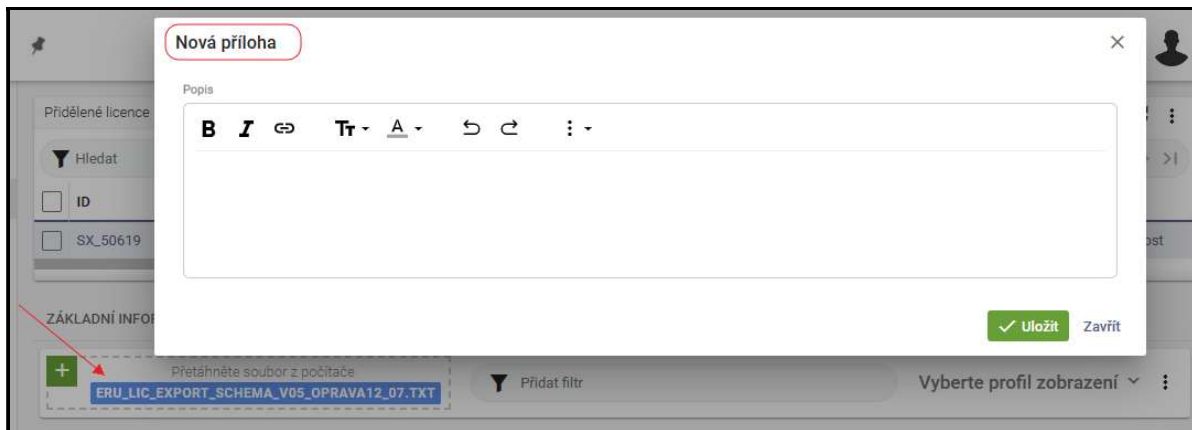 Nová příloha
Popis
B I Tт A
Přidělené licence
Hledat
ID
SX_50619
ost
ZÁKLADNÍ INFOR
Uložit Zavřít
Přetáhněte soubor z počítače
ERU_LIC_EXPORT_SCHEMA_V05_OPRAVA12_07.TXT
Přidat filtr
Vyberte profil zobrazení